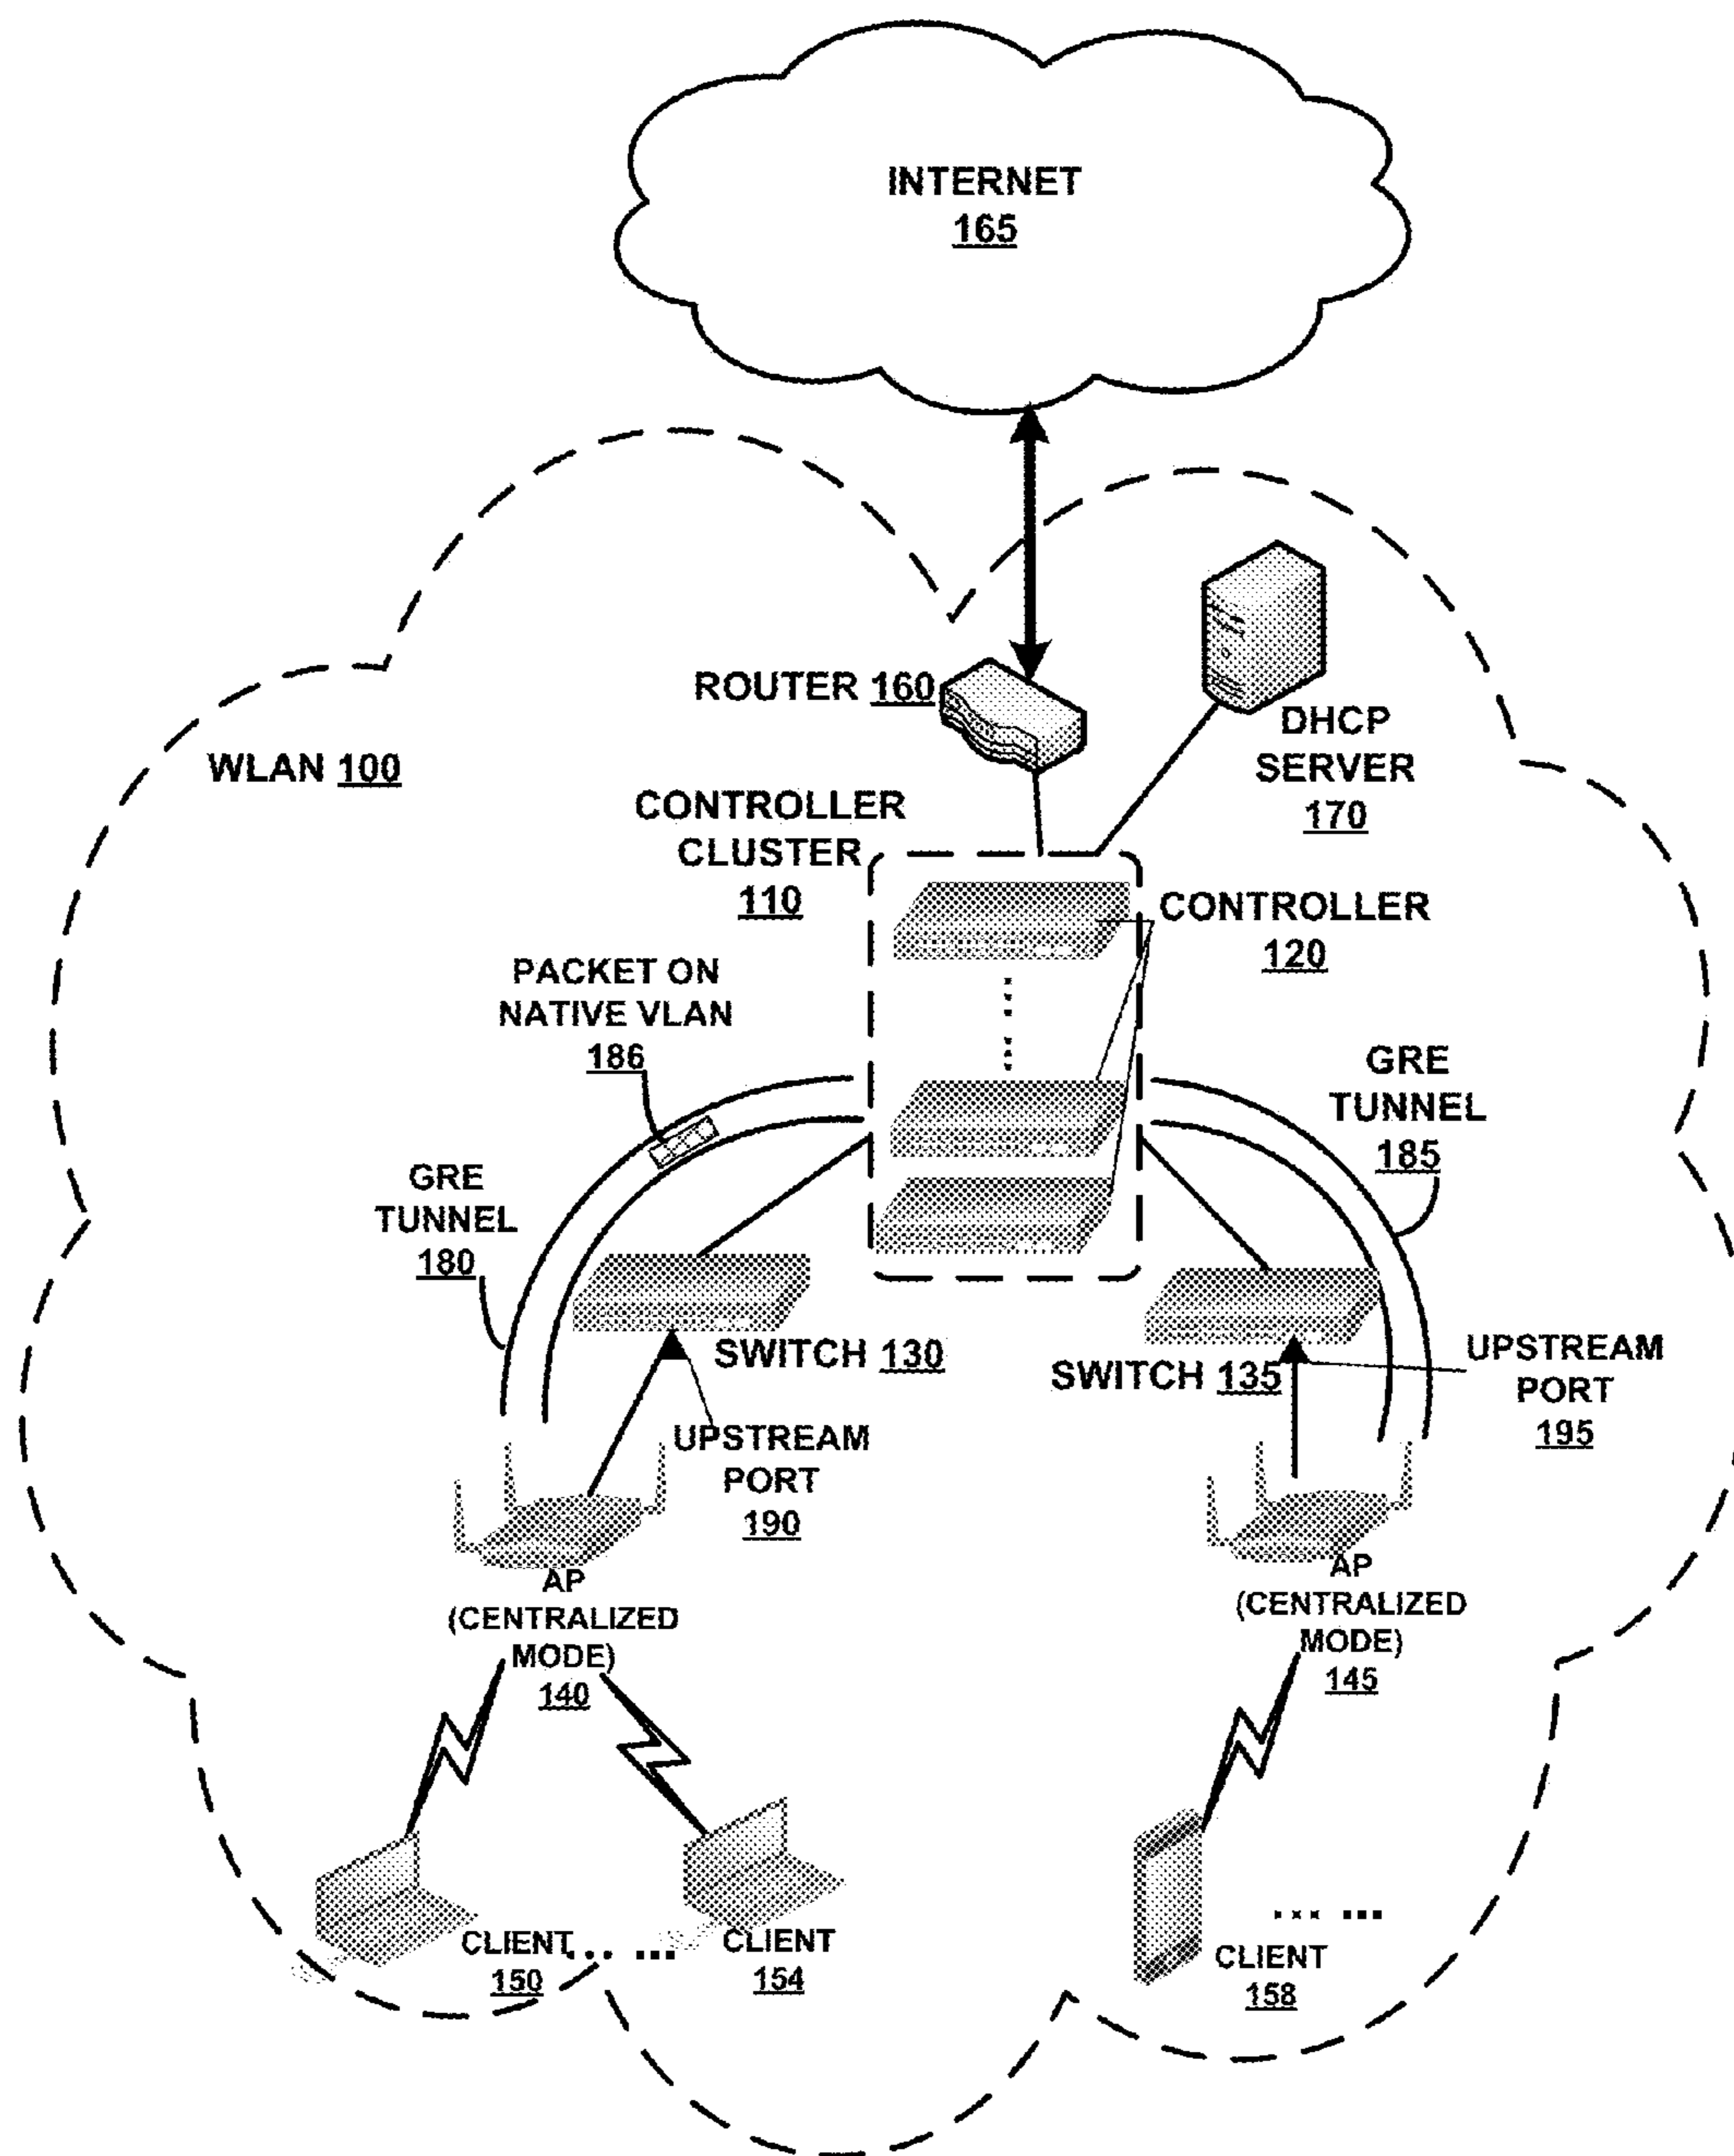 INTERNET
165
ROUTER 160
DHCP
SERVER
170
WLAN 100
CONTROLLER
CLUSTER
110
CONTROLLER
120
PACKET ON
NATIVE VLAN
186
GRE
TUNNEL
185
GRE
TUNNEL
180
SWITCH 130
SWITCH 135
UPSTREAM
PORT
195
UPSTREAM
PORT
190
AP
(CENTRALIZED
MODE)
140
AP
(CENTRALIZED
MODE)
145
CLIENT
150
CLIENT
154
CLIENT
158